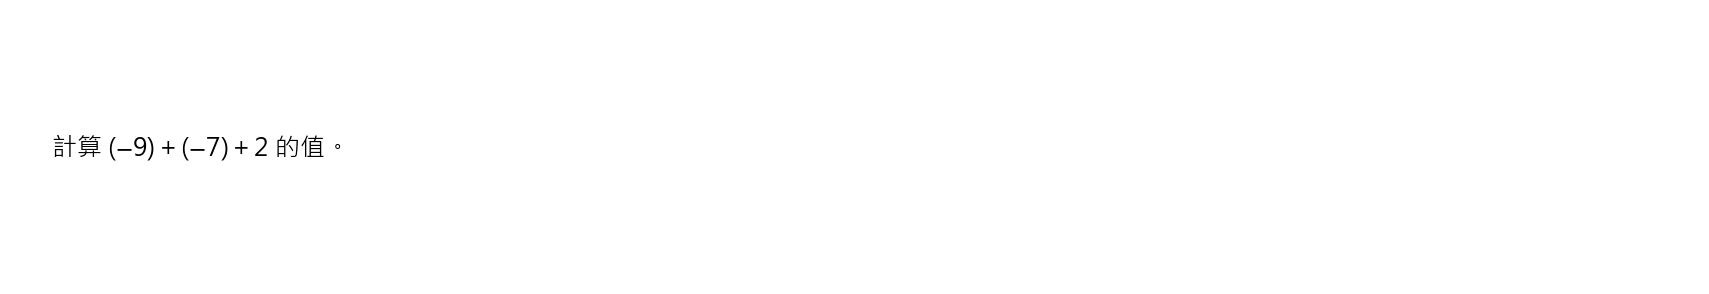 計算 (–9) + (–7) + 2 的值。